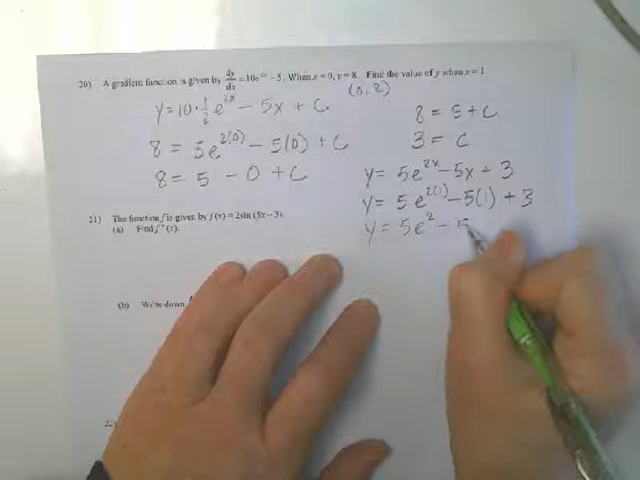 20) A gradient function is given by dy/dx = 10e^2x - 5. When x = 0, y = 8. Find the value of y when x = 1
(0, 8)
y = 10 · 1/2 e^2x - 5x + C.
8 = 5e^2(0) - 5(0) + C
8 = 5 - 0 + C
8 = 5 + C
3 = C
y = 5e^2x - 5x + 3
y = 5e^2(1) - 5(1) + 3
y = 5e^2 - 5
21) The function f is given by f(x) = 2sin (5x - 3)
(a) Find f''(x).
(b) Write down